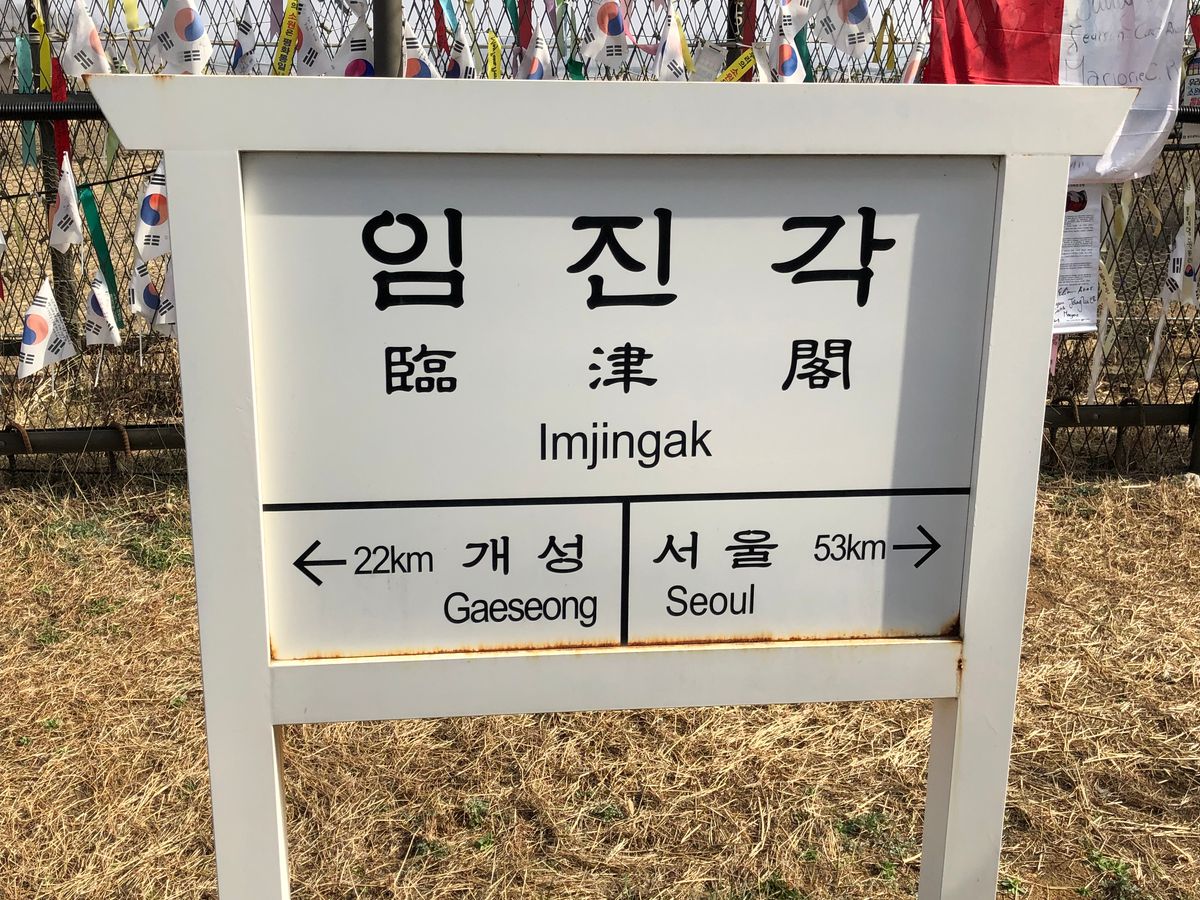 임 진 각
臨 津 閣
Imjingak
← 22km 개 성
Gaeseong
서 울 53km →
Seoul